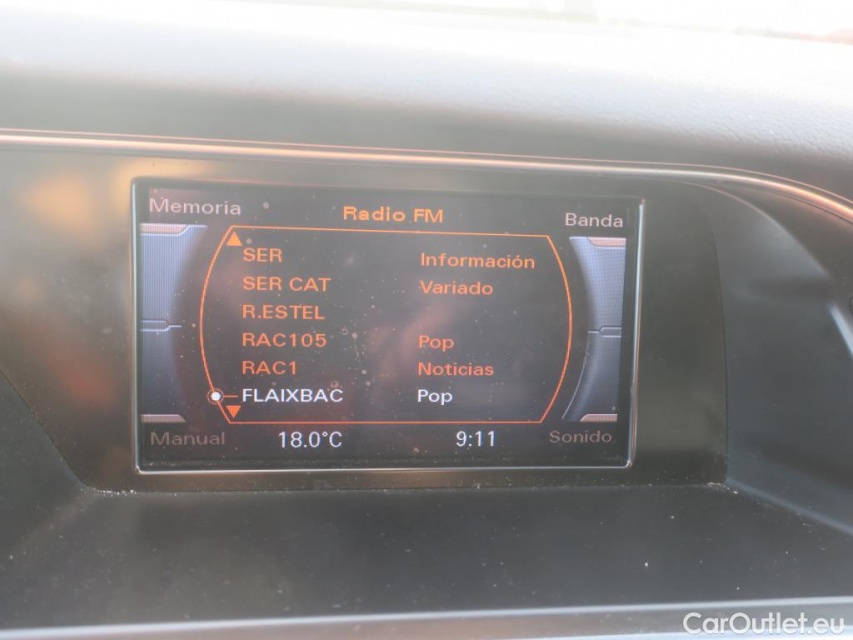 Memoria Radio FM Banda
SER Información
SER CAT Variado
R.ESTEL
RAC105 Pop
RAC1 Noticias
FLAIXBAC Pop
Manual 18.0°C 9:11 Sonido
CarOutlet.eu